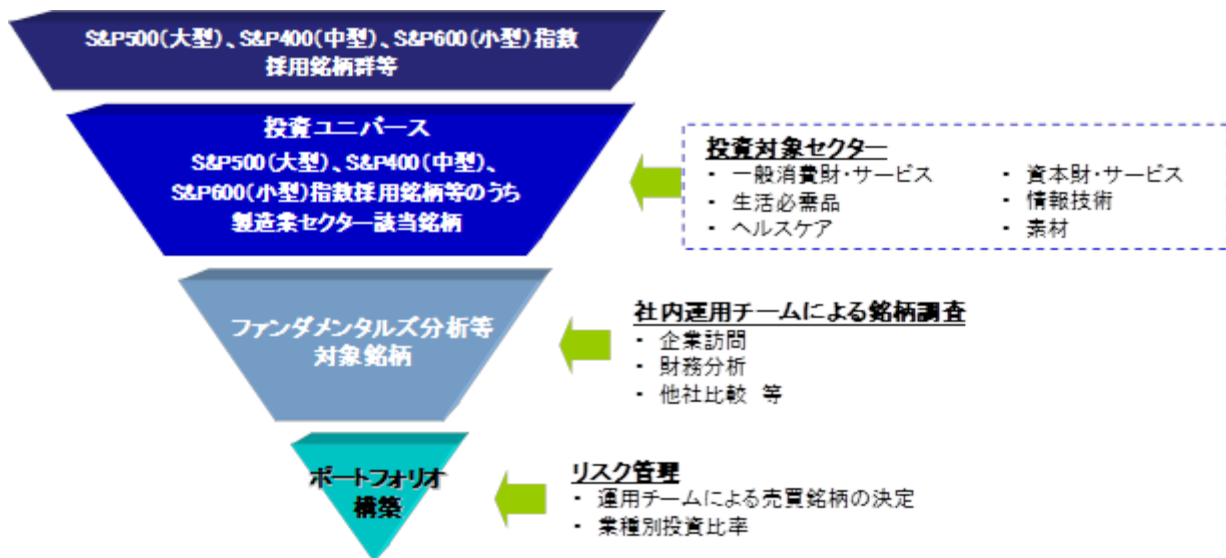 S&P500(大型)、S&P400(中型)、S&P600(小型)指数
採用銘柄群等
投資ユニバース
S&P500(大型)、S&P400(中型)、
S&P600(小型)指数採用銘柄等のうち
製造業セクター該当銘柄
投資対象セクター
・ 一般消費財・サービス
・ 生活必需品
・ ヘルスケア
・ 資本財・サービス
・ 情報技術
・ 素材
ファンダメンタルズ分析等
対象銘柄
社内運用チームによる銘柄調査
・ 企業訪問
・ 財務分析
・ 他社比較 等
ポートフォリオ
構築
リスク管理
・ 運用チームによる売買銘柄の決定
・ 業種別投資比率